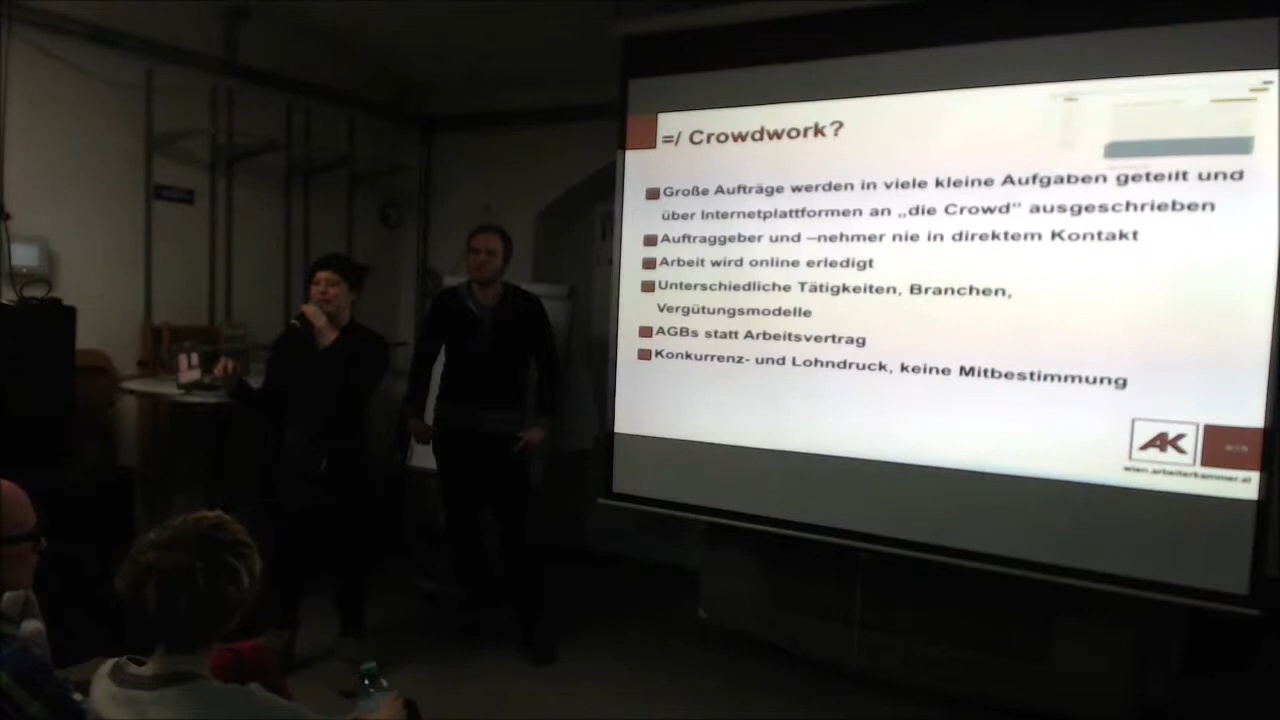 =/ Crowdwork?
Große Aufträge werden in viele kleine Aufgaben geteilt und
über Internetplattformen an „die Crowd“ ausgeschrieben
Auftraggeber und –nehmer nie in direktem Kontakt
Arbeit wird online erledigt
Unterschiedliche Tätigkeiten, Branchen,
Vergütungsmodelle
AGBs statt Arbeitsvertrag
Konkurrenz- und Lohndruck, keine Mitbestimmung
AK
wien.arbeiterkammer.at